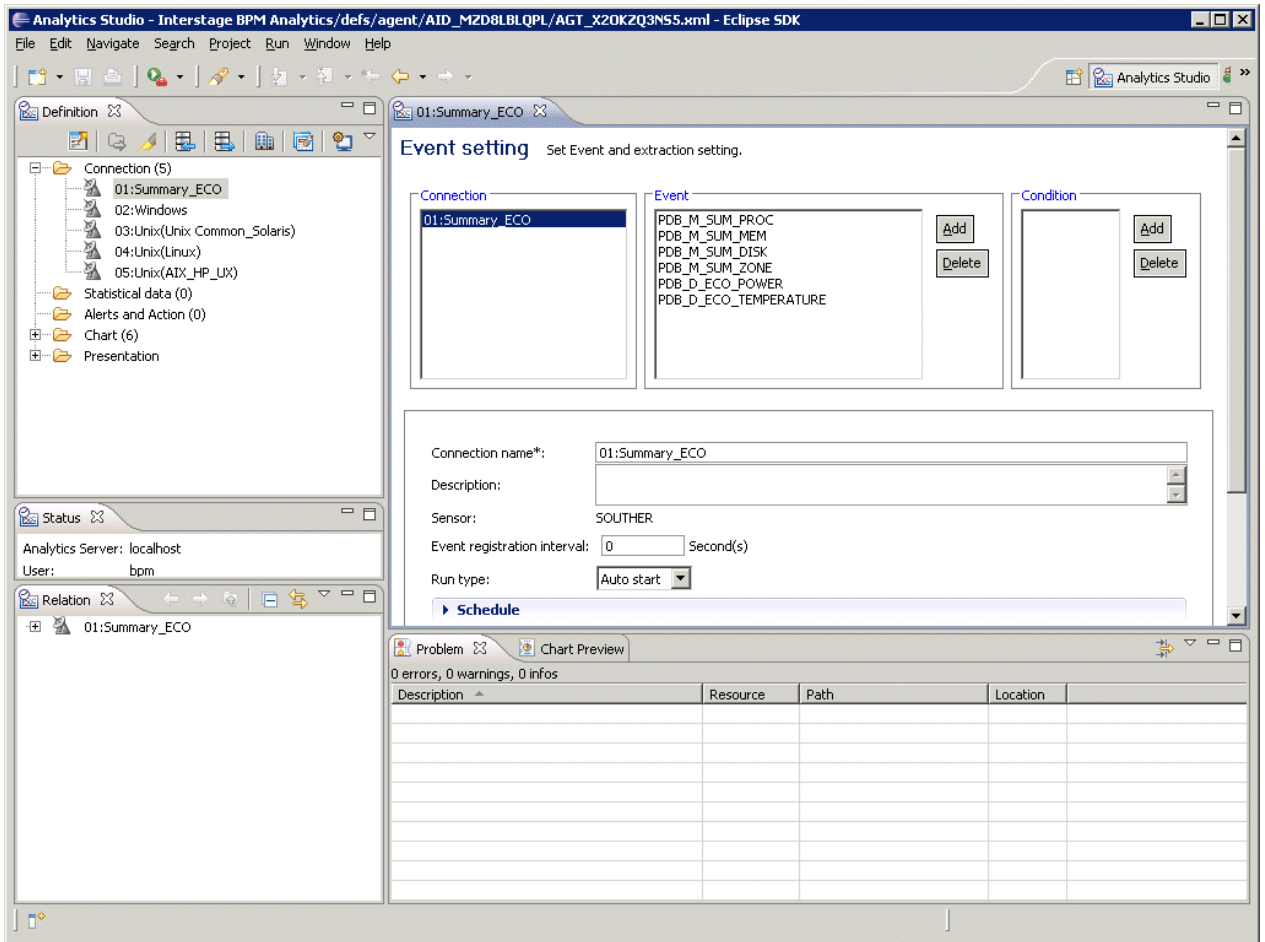 Analytics Studio - Interstage BPM Analytics/defs/agent/AID_MZD8LBLQPL/AGT_X2OKZQ3NS5.xml - Eclipse SDK
File Edit Navigate Search Project Run Window Help
Analytics Studio
Definition
Connection (5)
01:Summary_ECO
02:Windows
03:Unix(Unix Common_Solaris)
04:Unix(Linux)
05:Unix(AIX_HP_UX)
Statistical data (0)
Alerts and Action (0)
Chart (6)
Presentation
Status
Analytics Server: localhost
User: bpm
Relation
01:Summary_ECO
01:Summary_ECO
Event setting Set Event and extraction setting.
Connection
01:Summary_ECO
Event
PDB_M_SUM_PROC
PDB_M_SUM_MEM
PDB_M_SUM_DISK
PDB_M_SUM_ZONE
PDB_D_ECO_POWER
PDB_D_ECO_TEMPERATURE
Add
Delete
Condition
Add
Delete
Connection name*: 01:Summary_ECO
Description:
Sensor: SOUTHER
Event registration interval: 0 Second(s)
Run type: Auto start
Schedule
Problem Chart Preview
0 errors, 0 warnings, 0 infos
Description Resource Path Location